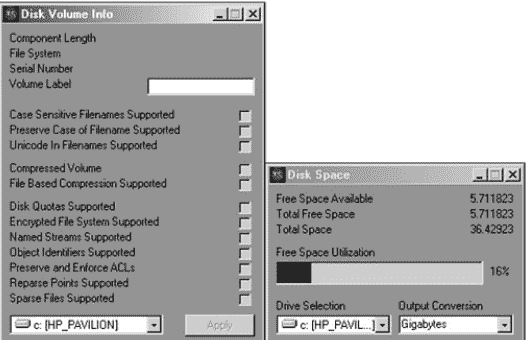 Disk Volume Info
Component Length
File System
Serial Number
Volume Label
Case Sensitive Filenames Supported
Preserve Case of Filename Supported
Unicode In Filenames Supported
Compressed Volume
File Based Compression Supported
Disk Quotas Supported
Encrypted File System Supported
Named Streams Supported
Object Identifiers Supported
Preserve and Enforce ACLs
Reparse Points Supported
Sparse Files Supported
c: [HP_PAVILION]
Apply
Disk Space
Free Space Available 5.711823
Total Free Space 5.711823
Total Space 36.42923
Free Space Utilization
16%
Drive Selection Output Conversion
c: [HP_PAVIL...] Gigabytes